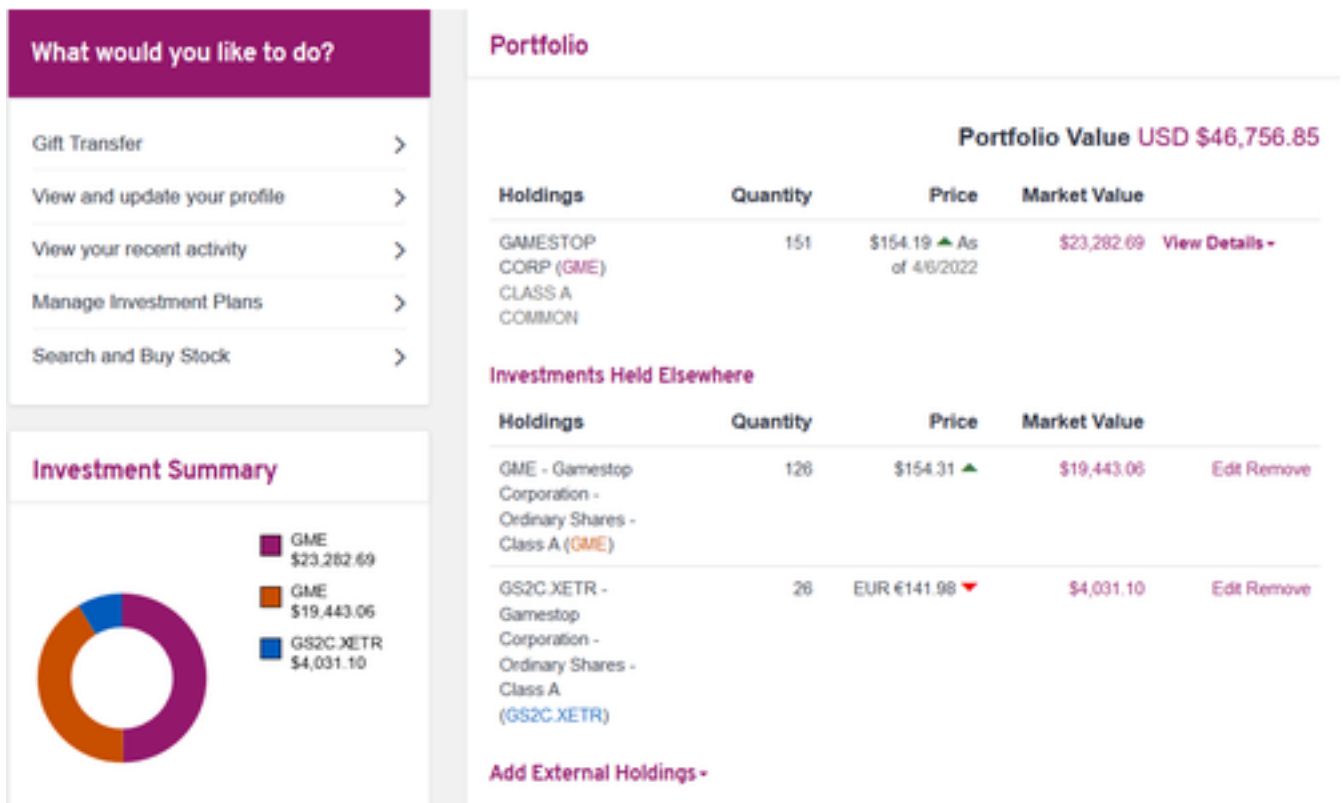 What would you like to do?
Gift Transfer
View and update your profile
View your recent activity
Manage Investment Plans
Search and Buy Stock
Investment Summary
GME
$23,282.69
GME
$19,443.06
GS2C.XETR
$4,031.10
Portfolio
Portfolio Value USD $46,756.85
Holdings Quantity Price Market Value
GAMESTOP 151 $154.19 ▲ As $23,282.69 View Details
CORP (GME) of 4/6/2022
CLASS A
COMMON
Investments Held Elsewhere
Holdings Quantity Price Market Value
GME - Gamestop 126 $154.31 ▲ $19,443.06 Edit Remove
Corporation -
Ordinary Shares -
Class A (GME)
GS2C.XETR - 26 EUR €141.98 ▼ $4,031.10 Edit Remove
Gamestop
Corporation -
Ordinary Shares -
Class A
(GS2C.XETR)
Add External Holdings